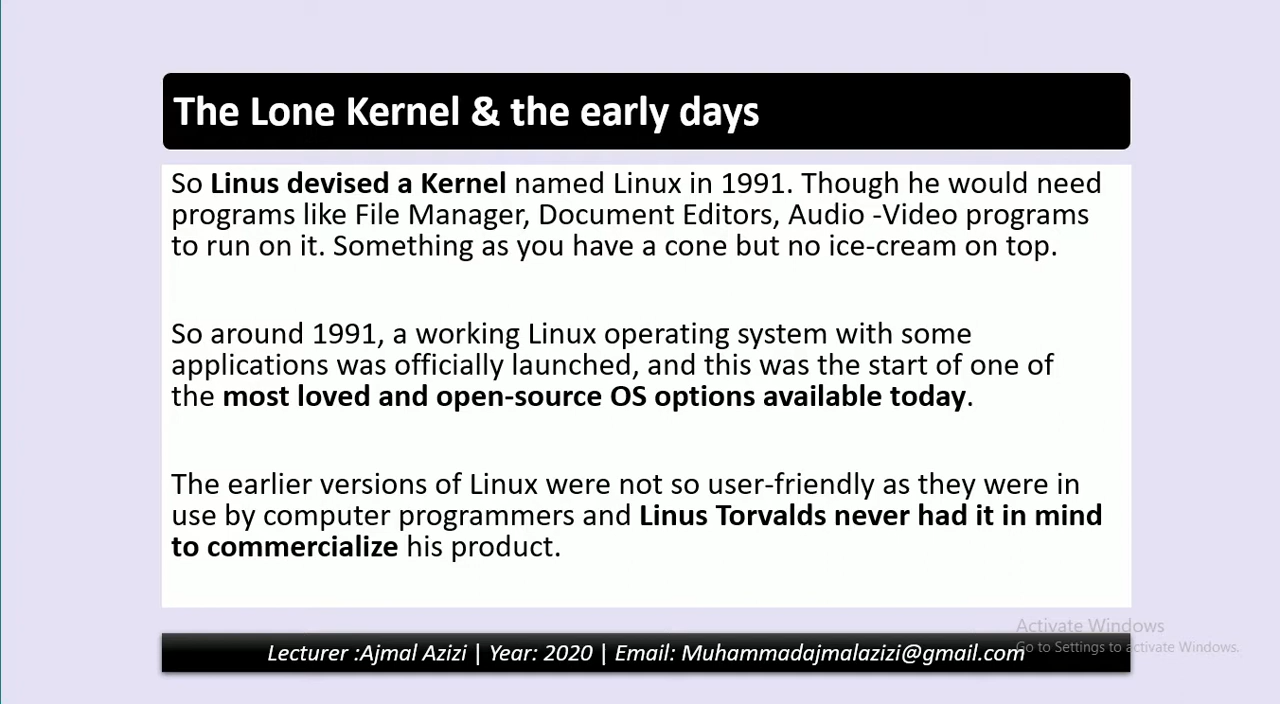 The Lone Kernel & the early days
So Linus devised a Kernel named Linux in 1991. Though he would need
programs like File Manager, Document Editors, Audio -Video programs
to run on it. Something as you have a cone but no ice-cream on top.
So around 1991, a working Linux operating system with some
applications was officially launched, and this was the start of one of
the most loved and open-source OS options available today.
The earlier versions of Linux were not so user-friendly as they were in
use by computer programmers and Linus Torvalds never had it in mind
to commercialize his product.
Activate Windows
Go to Settings to activate Windows.
Lecturer :Ajmal Azizi | Year: 2020 | Email: Muhammadajmalazizi@gmail.com